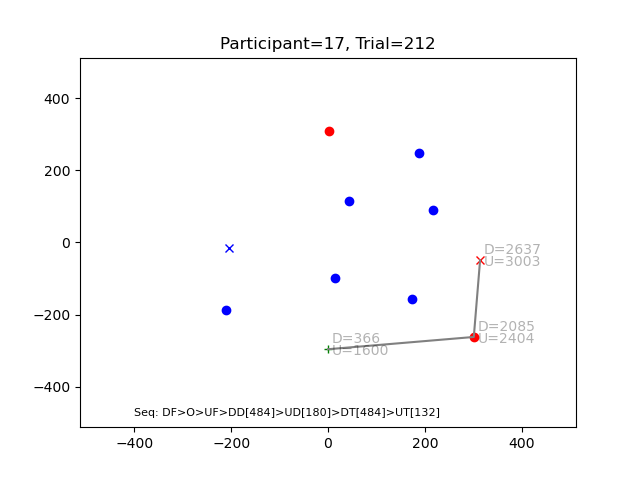 Participant=17, Trial=212
400
200
0
−200
−400
D=2637
U=3003
D=2085
U=2404
D=366
U=1600
Seq: DF>O>UF>DD[484]>UD[180]>DT[484]>UT[132]
−400
−200
0
200
400